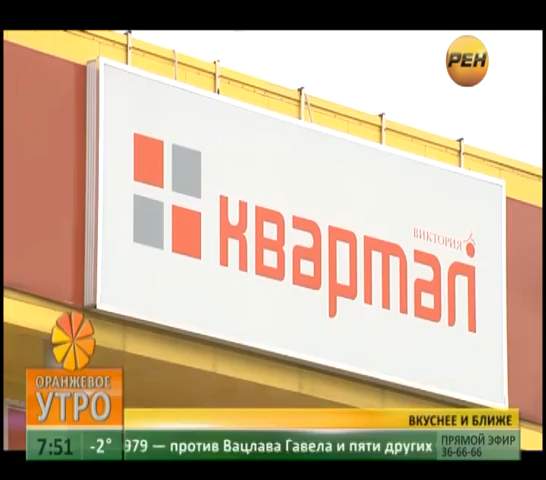 РЕН
ВИКТОРИЯ
квартал
ОРАНЖЕВОЕ
УТРО
ВКУСНЕЕ И БЛИЖЕ
7:51 -2° 979 — против Вацлава Гавела и пяти других
ПРЯМОЙ ЭФИР
36-66-66